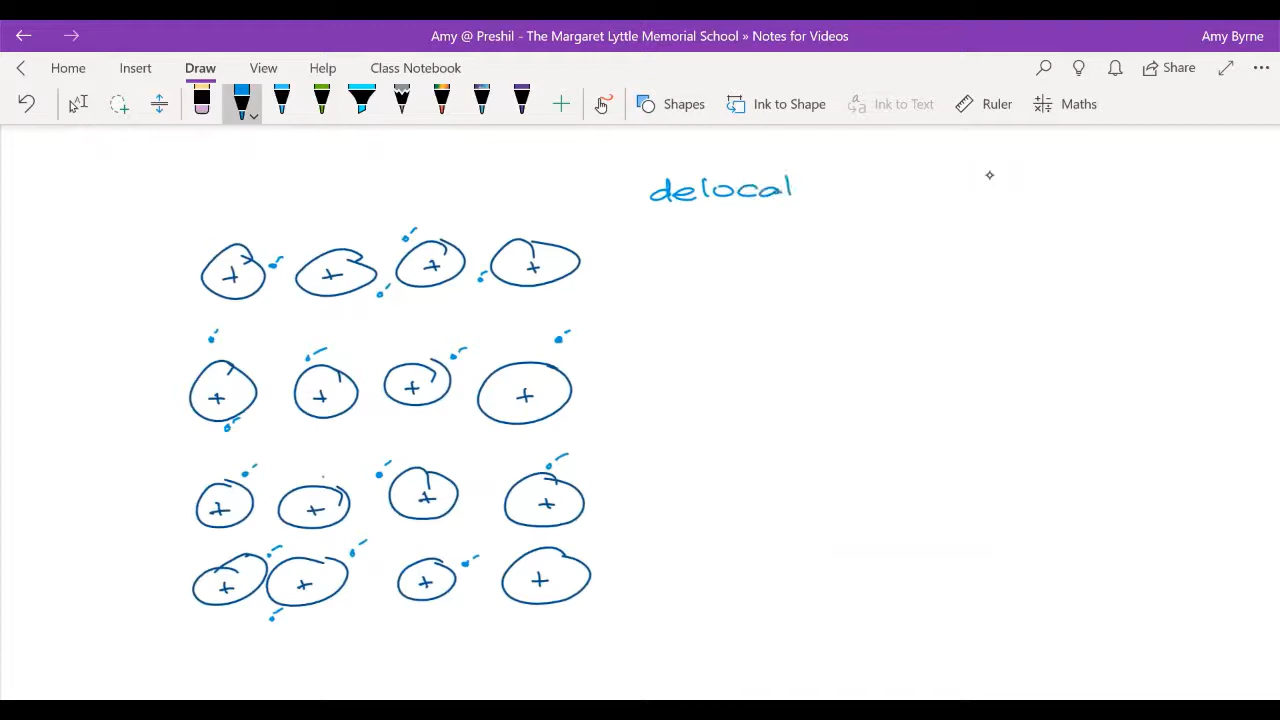 Amy @ Preshil - The Margaret Lyttle Memorial School » Notes for Videos
Amy Byrne
Home Insert Draw View Help Class Notebook
Share
Shapes Ink to Shape Ink to Text Ruler Maths
delocal
+ + + +
+ + + +
+ + + +
+ + + +